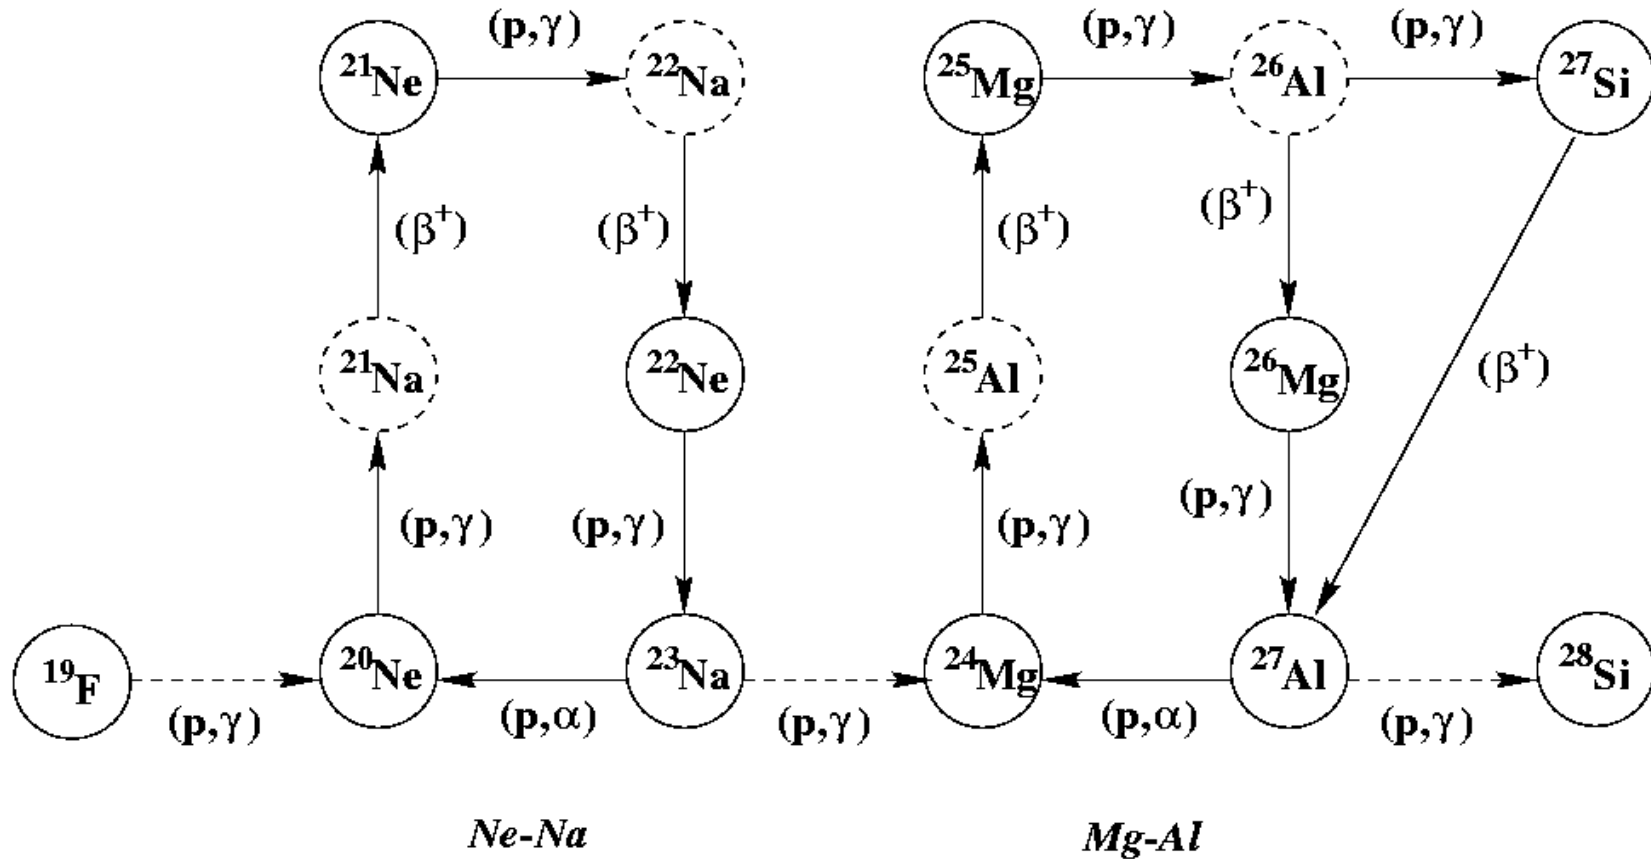 (p,γ) (p,γ) (p,γ)
²¹Ne ²²Na ²⁵Mg ²⁶Al ²⁷Si
(β⁺) (β⁺) (β⁺) (β⁺)
²¹Na ²²Ne ²⁵Al ²⁶Mg (β⁺)
(p,γ) (p,γ) (p,γ) (p,γ)
¹⁹F ²⁰Ne ²³Na ²⁴Mg ²⁷Al ²⁸Si
(p,γ) (p,α) (p,γ) (p,α) (p,γ)
Ne-Na Mg-Al